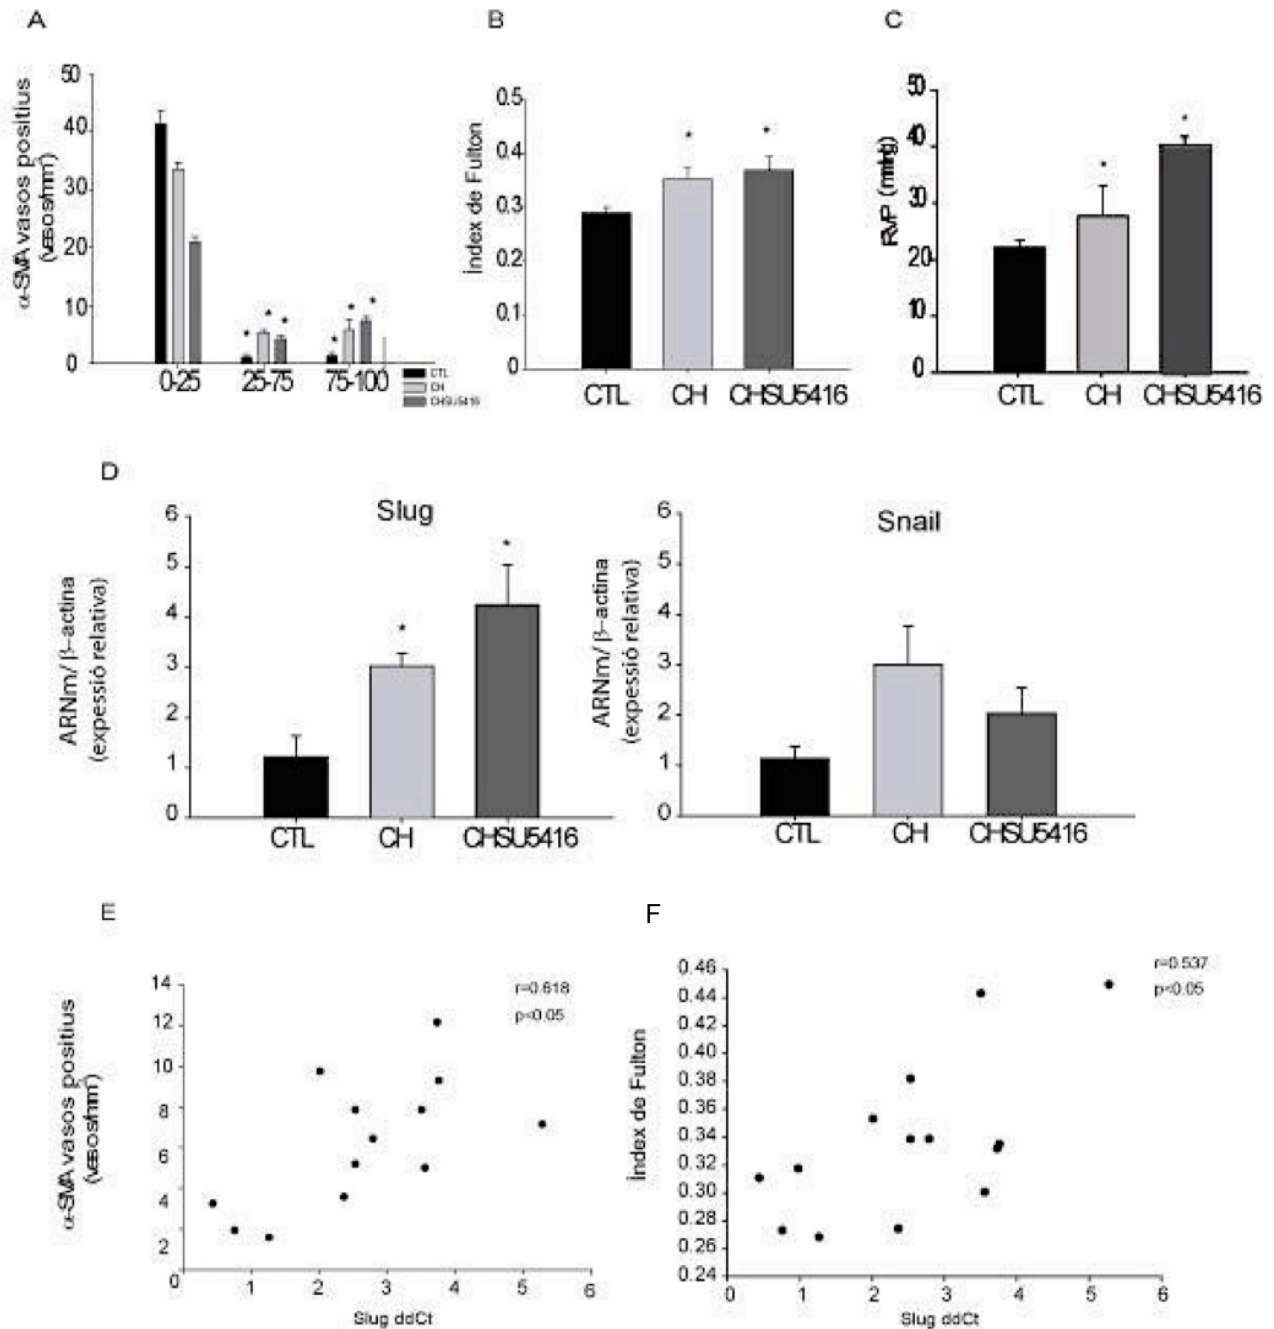 A
α-SMA vasos positius
(vasos/mm²)
50
40
30
20
10
0
0-25
25-75
75-100
CTL
CH
CHSU5416
*
*
*
*
*
*
B
Índex de Fulton
0.5
0.4
0.3
0.2
0.1
0
*
*
CTL
CH
CHSU5416
C
50
40
30
20
10
0
*
*
CTL
CH
CHSU5416
D
Slug
ARNm/ β-actina
(expessió relativa)
6
5
4
3
2
1
0
*
*
CTL
CH
CHSU5416
Snail
ARNm/ β-actina
(expessió relativa)
6
5
4
3
2
1
0
CTL
CH
CHSU5416
E
α-SMA vasos positius
(vasos/mm²)
14
12
10
8
6
4
2
0
1
2
3
4
5
6
Slug ddCt
r=0.618
p<0.05
F
Índex de Fulton
0.46
0.44
0.42
0.40
0.38
0.36
0.34
0.32
0.30
0.28
0.26
0.24
0
1
2
3
4
5
6
Slug ddCt
r=0.537
p<0.05